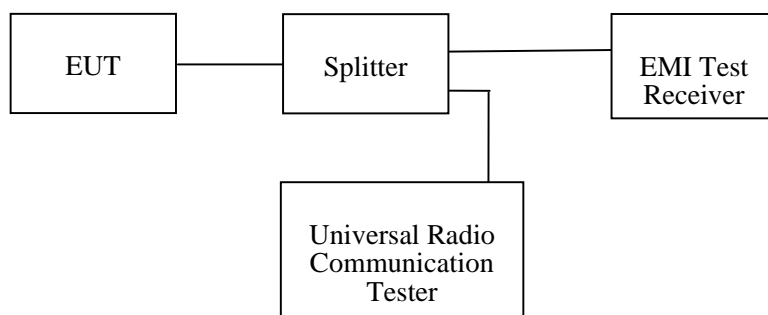 EUT
Splitter
EMI Test
Receiver
Universal Radio
Communication
Tester